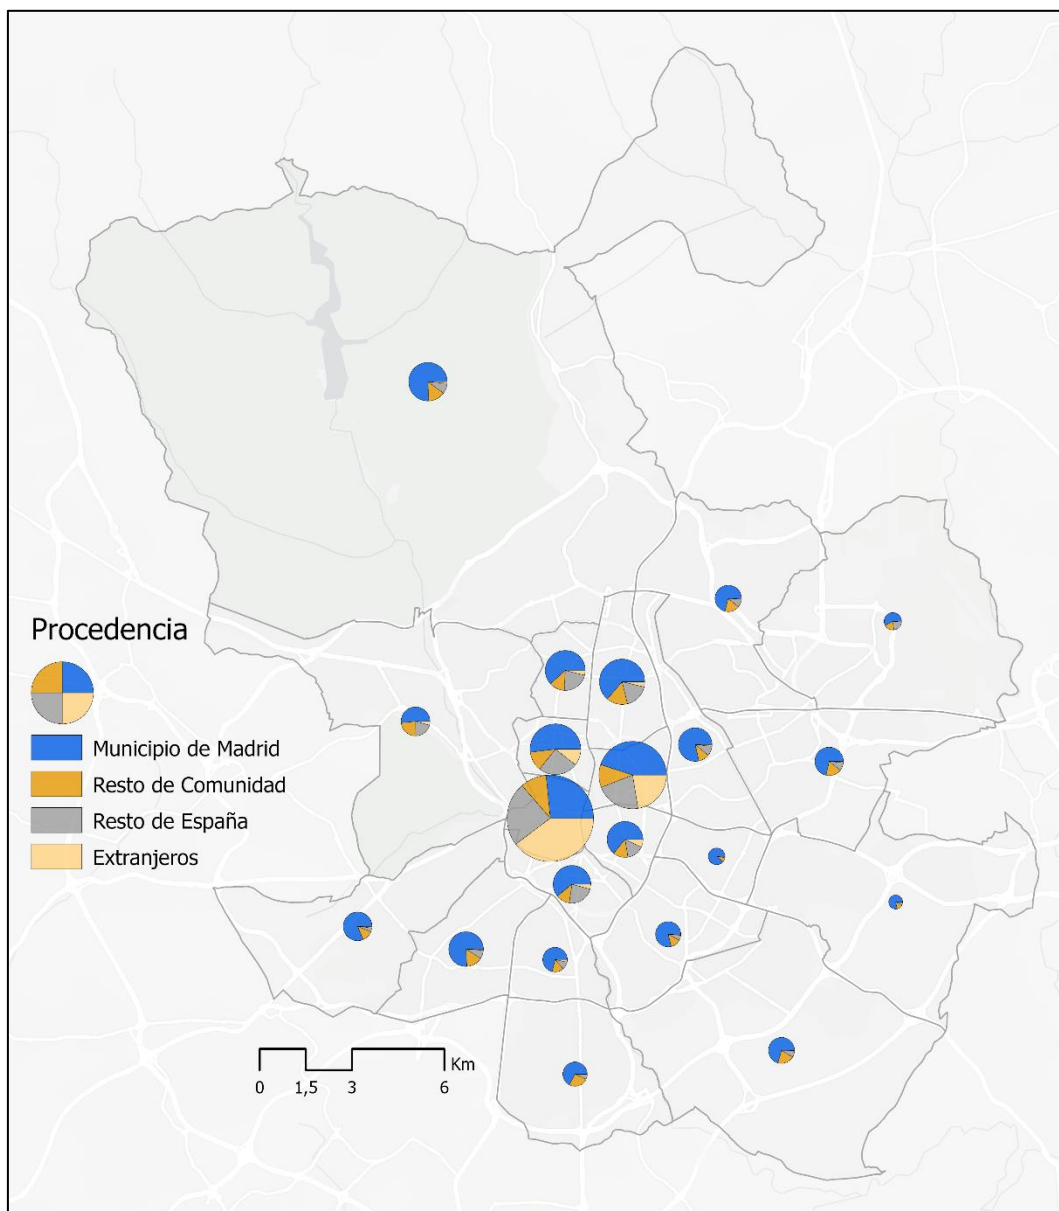 Procedencia
Municipio de Madrid
Resto de Comunidad
Resto de España
Extranjeros
Km
0 1,5 3 6